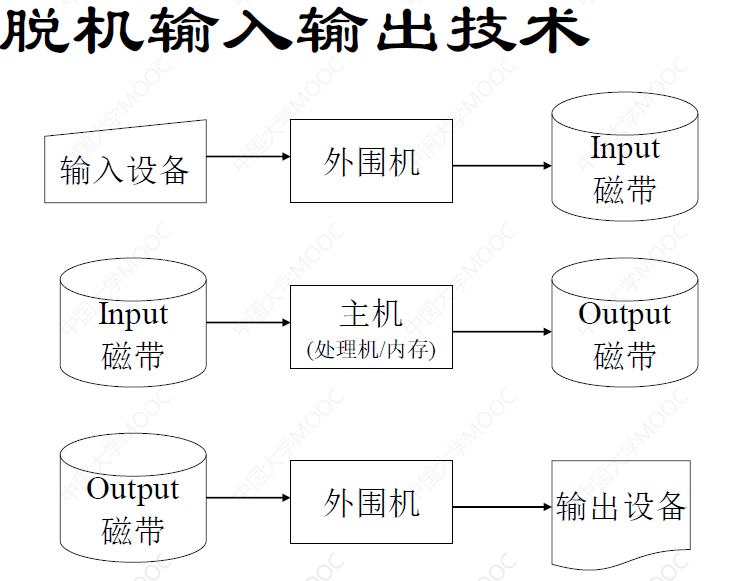 脱机输入输出技术
输入设备
外围机
Input
磁带
Input
磁带
主机
(处理机/内存)
Output
磁带
Output
磁带
外围机
输出设备
中国大学MOOC